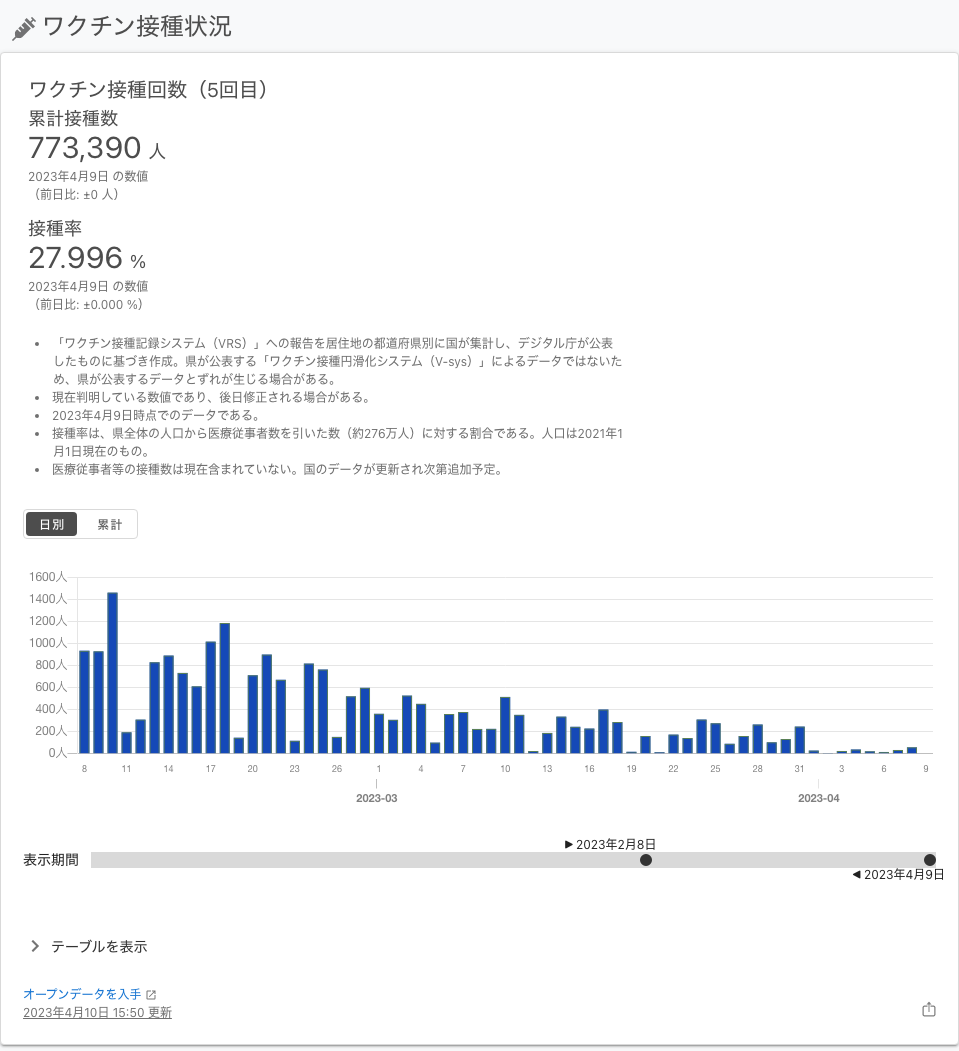 ワクチン接種状況
ワクチン接種回数（5回目）
累計接種数
773,390 人
2023年4月9日 の数値
（前日比: ±0 人）
接種率
27.996 %
2023年4月9日 の数値
（前日比: ±0.000 %）
• 「ワクチン接種記録システム（VRS）」への報告を居住地の都道府県別に国が集計し、デジタル庁が公表
したものに基づき作成。県が公表する「ワクチン接種円滑化システム（V-sys）」によるデータではないた
め、県が公表するデータとずれが生じる場合がある。
• 現在判明している数値であり、後日修正される場合がある。
• 2023年4月9日時点でのデータである。
• 接種率は、県全体の人口から医療従事者数を引いた数（約276万人）に対する割合である。人口は2021年1
月1日現在のもの。
• 医療従事者等の接種数は現在含まれていない。国のデータが更新され次第追加予定。
日別 累計
1600人
1400人
1200人
1000人
800人
600人
400人
200人
0人
8 11 14 17 20 23 26 1 4 7 10 13 16 19 22 25 28 31 3 6 9
2023-03 2023-04
▶ 2023年2月8日
表示期間
◀ 2023年4月9日
テーブルを表示
オープンデータを入手
2023年4月10日 15:50 更新